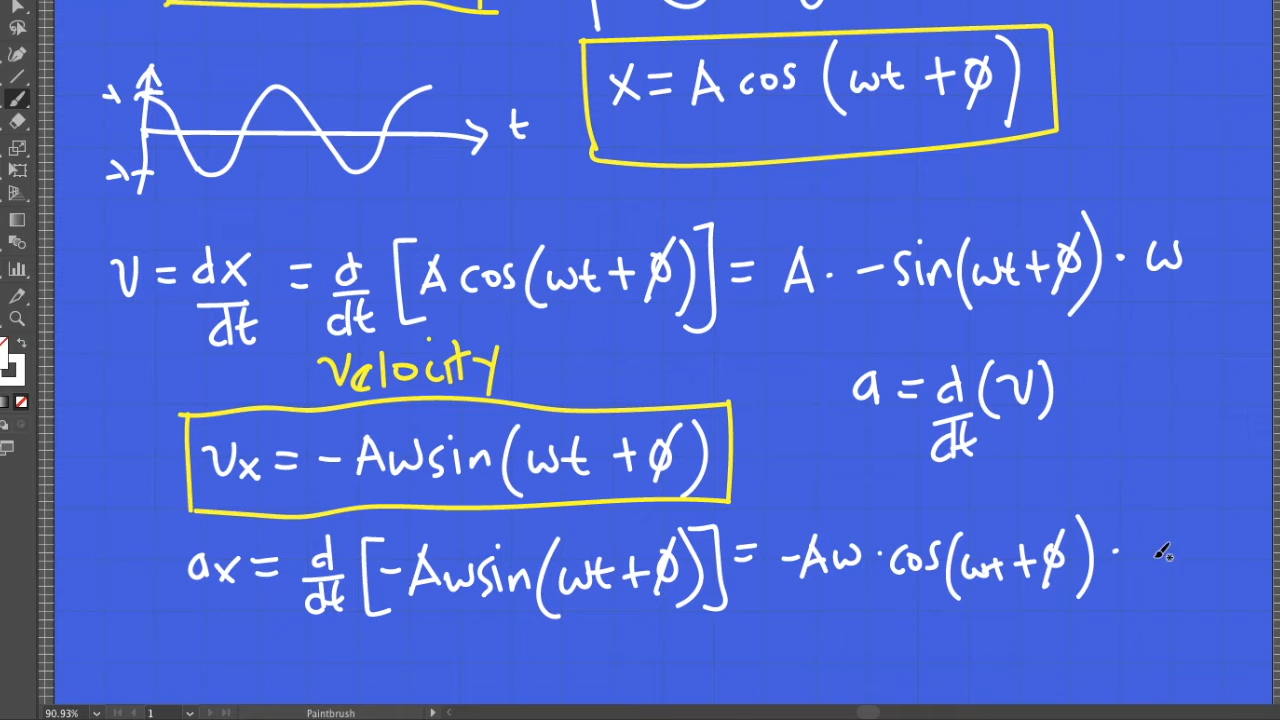 x = A cos (ωt + φ)
t
v = dx/dt = d/dt [A cos(ωt + φ)] = A · -sin(ωt + φ) · ω
velocity
a = d/dt (v)
vx = -Aωsin(ωt + φ)
ax = d/dt [-Aωsin(ωt + φ)] = -Aω · cos(ωt + φ) ·
90.93%
1
Paintbrush